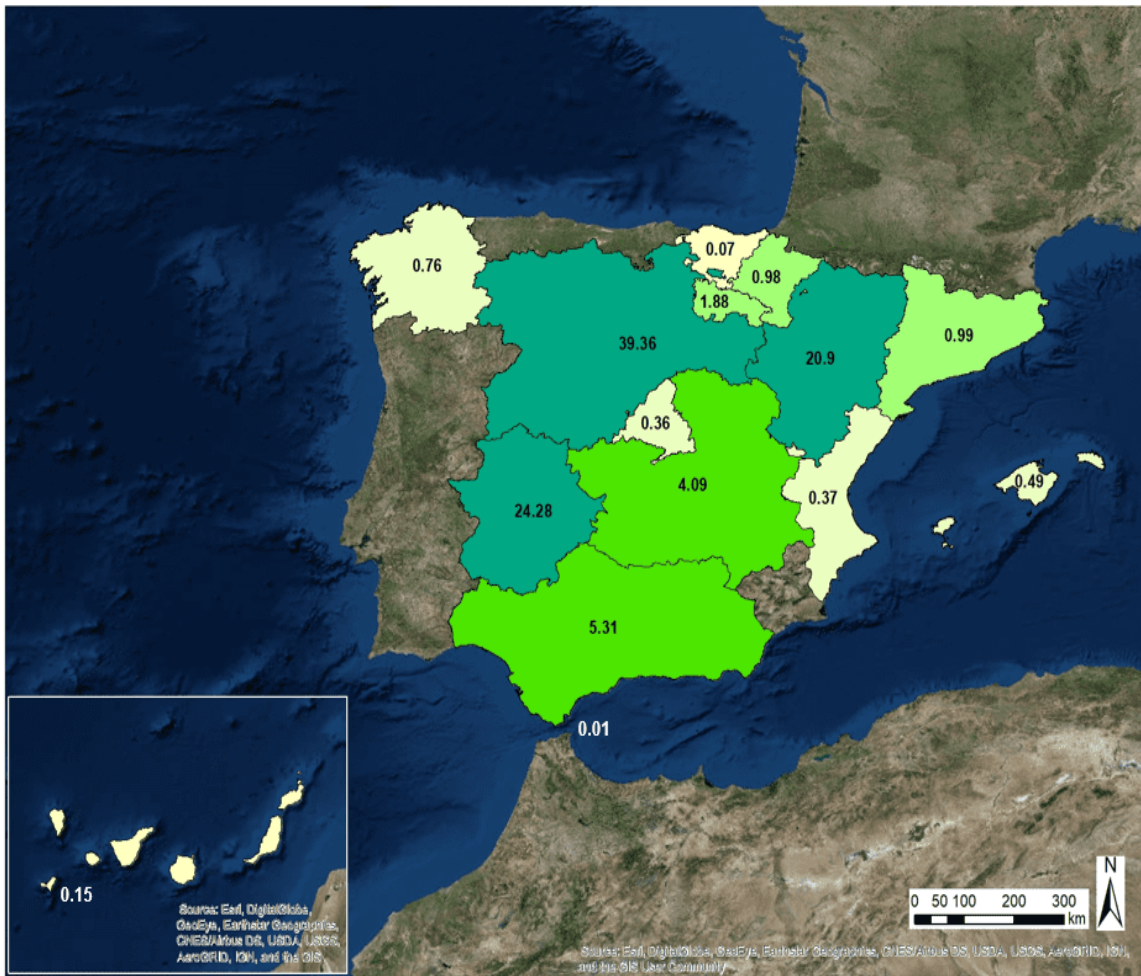 0.07
0.76
0.98
1.88
39.36
20.9
0.99
0.36
4.09
0.49
0.37
24.28
5.31
0.01
0.15
Source: Esri, DigitalGlobe,
GeoEye, Earthstar Geographics,
CNES/Airbus DS, USDA, USGS,
AeroGRID, IGN, and the GIS
N
0 50 100 200 300
km
Source: Esri, DigitalGlobe, GeoEye, Earthstar Geographics, CNES/Airbus DS, USDA, USGS, AeroGRID, IGN,
and the GIS User Community